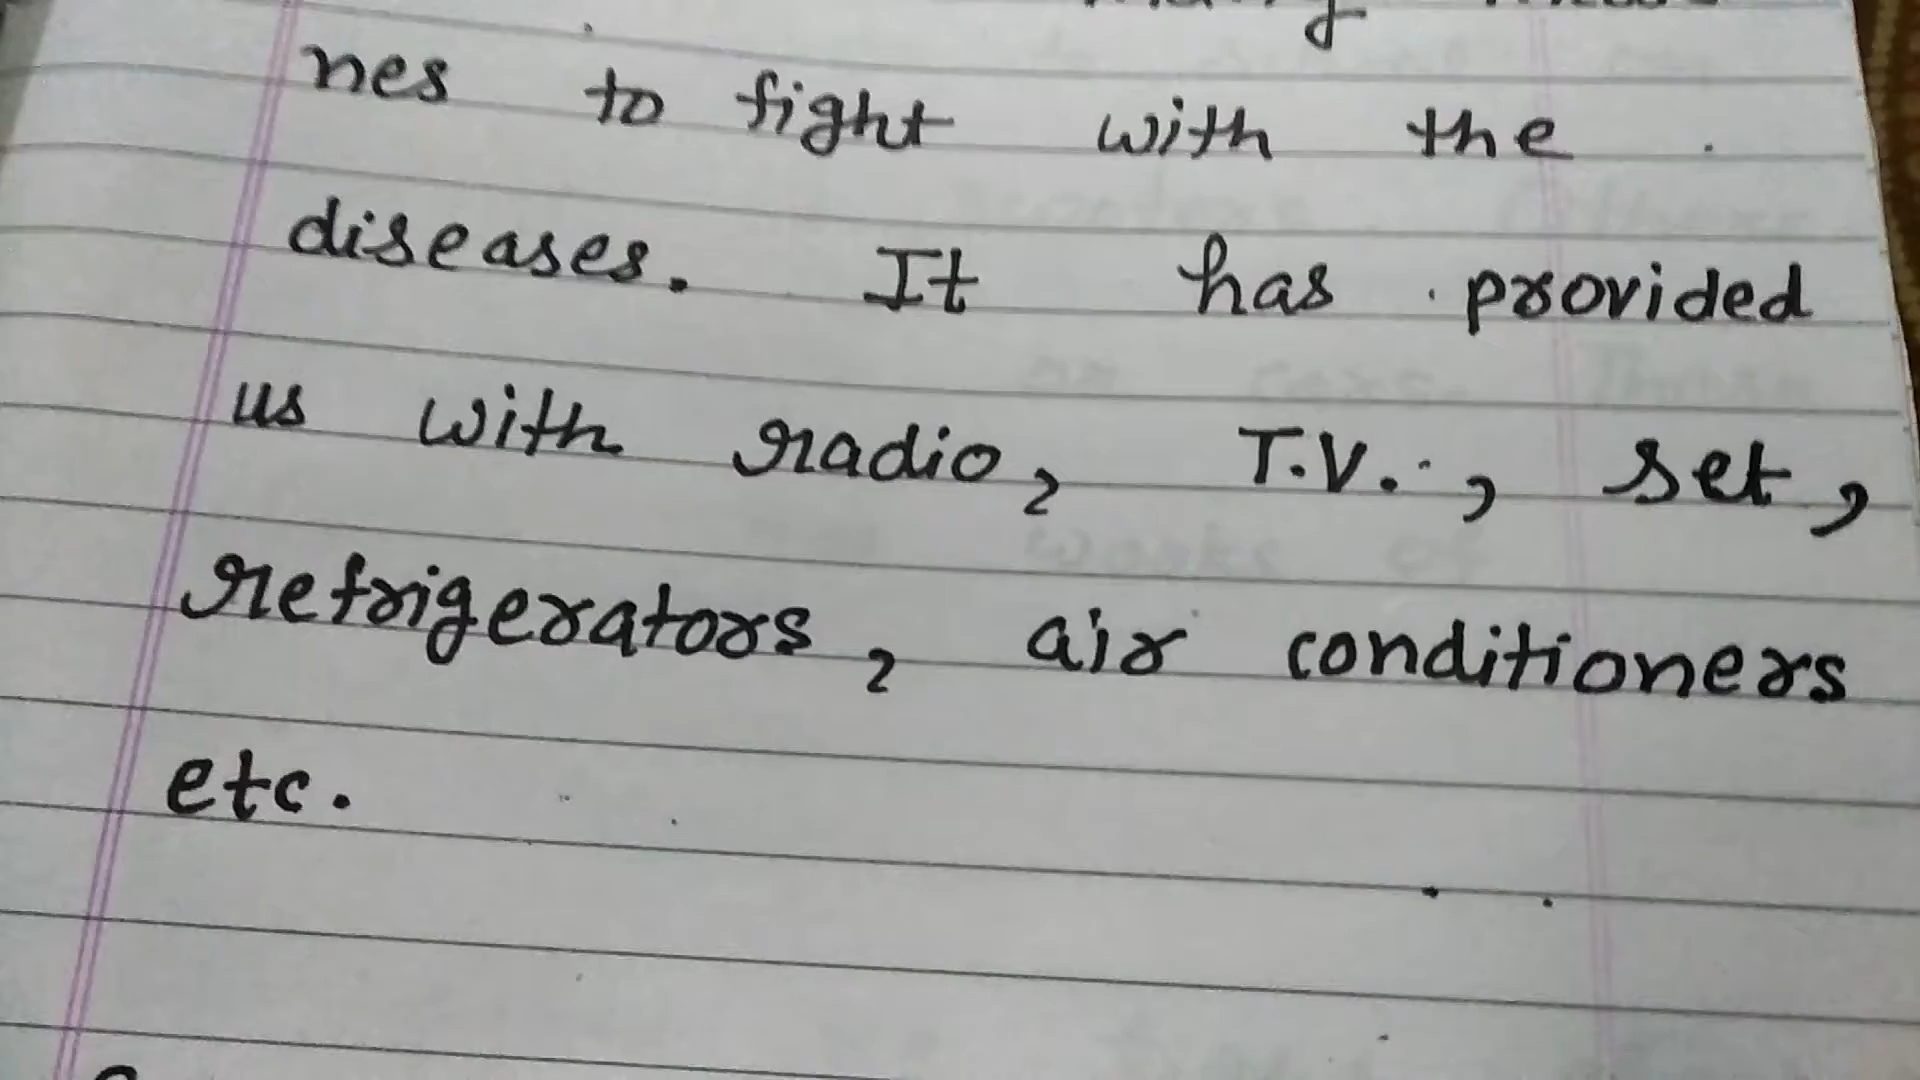 nes to fight with the
diseases. It has provided
us with radio, T.V., set,
refrigerators, air conditioners
etc.